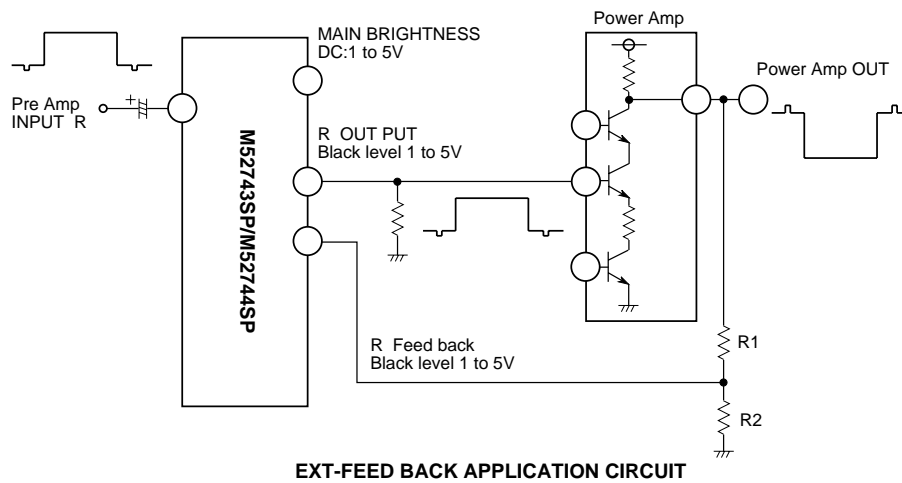 Power Amp
MAIN BRIGHTNESS
DC:1 to 5V
Pre Amp
INPUT R
+
Power Amp OUT
R OUT PUT
Black level 1 to 5V
M52743SP/M52744SP
R Feed back
Black level 1 to 5V
R1
R2
EXT-FEED BACK APPLICATION CIRCUIT